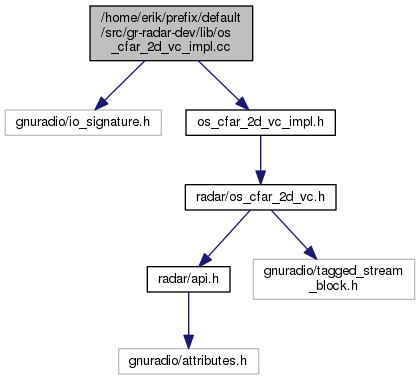 /home/erik/prefix/default
/src/gr-radar-dev/lib/os
_cfar_2d_vc_impl.cc
gnuradio/io_signature.h
os_cfar_2d_vc_impl.h
radar/os_cfar_2d_vc.h
radar/api.h
gnuradio/tagged_stream
_block.h
gnuradio/attributes.h